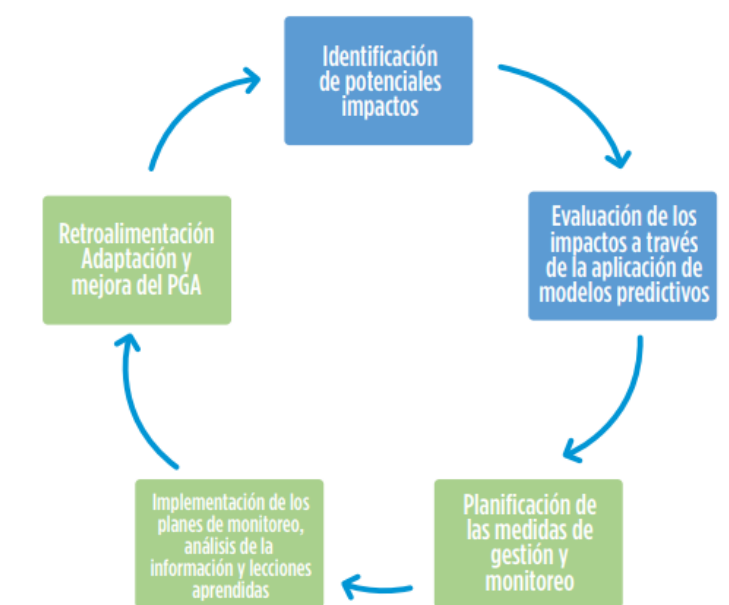 Identificación
de potenciales
impactos
Evaluación de los
impactos a través
de la aplicación de
modelos predictivos
Planificación de
las medidas de
gestión y
monitoreo
Implementación de los
planes de monitoreo,
análisis de la
información y lecciones
aprendidas
Retroalimentación
Adaptación y
mejora del PGA